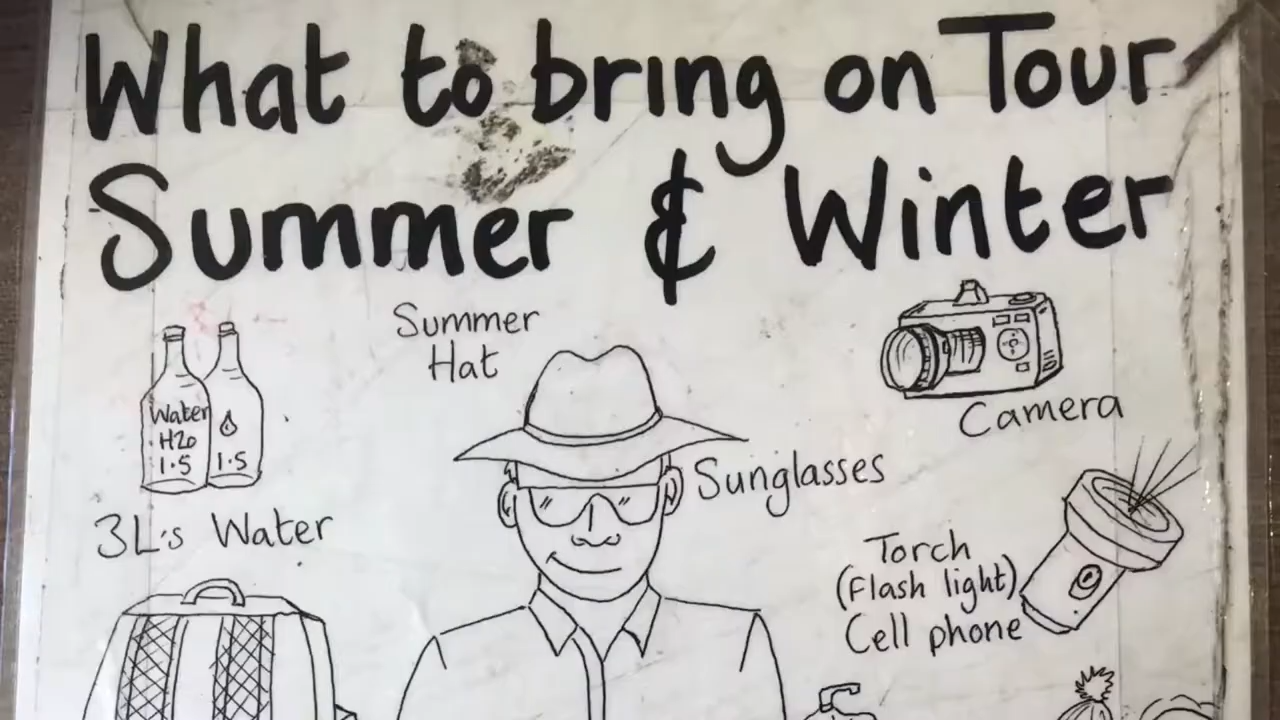 What to bring on Tour
Summer & Winter
Summer
Hat
Water
H2o
1.5
1.5
3L's Water
Camera
Sunglasses
Torch
(Flash light)
Cell phone